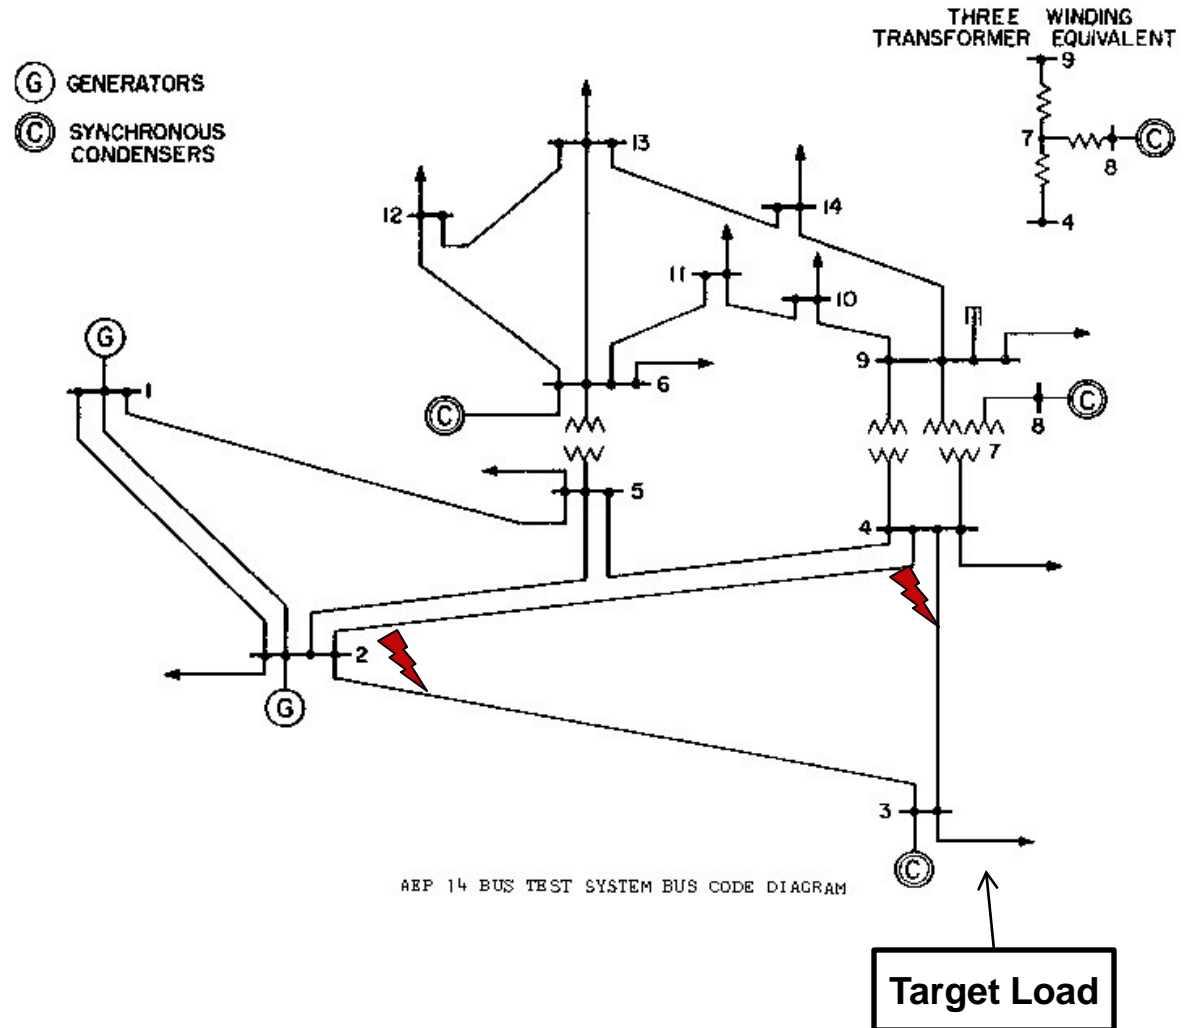 THREE WINDING
TRANSFORMER EQUIVALENT
9
7
C
8
4
G GENERATORS
C SYNCHRONOUS
CONDENSERS
13
12
14
11
10
G
1
9
6
C
8
C
7
5
4
2
G
3
C
AEP 14 BUS TEST SYSTEM BUS CODE DIAGRAM
Target Load